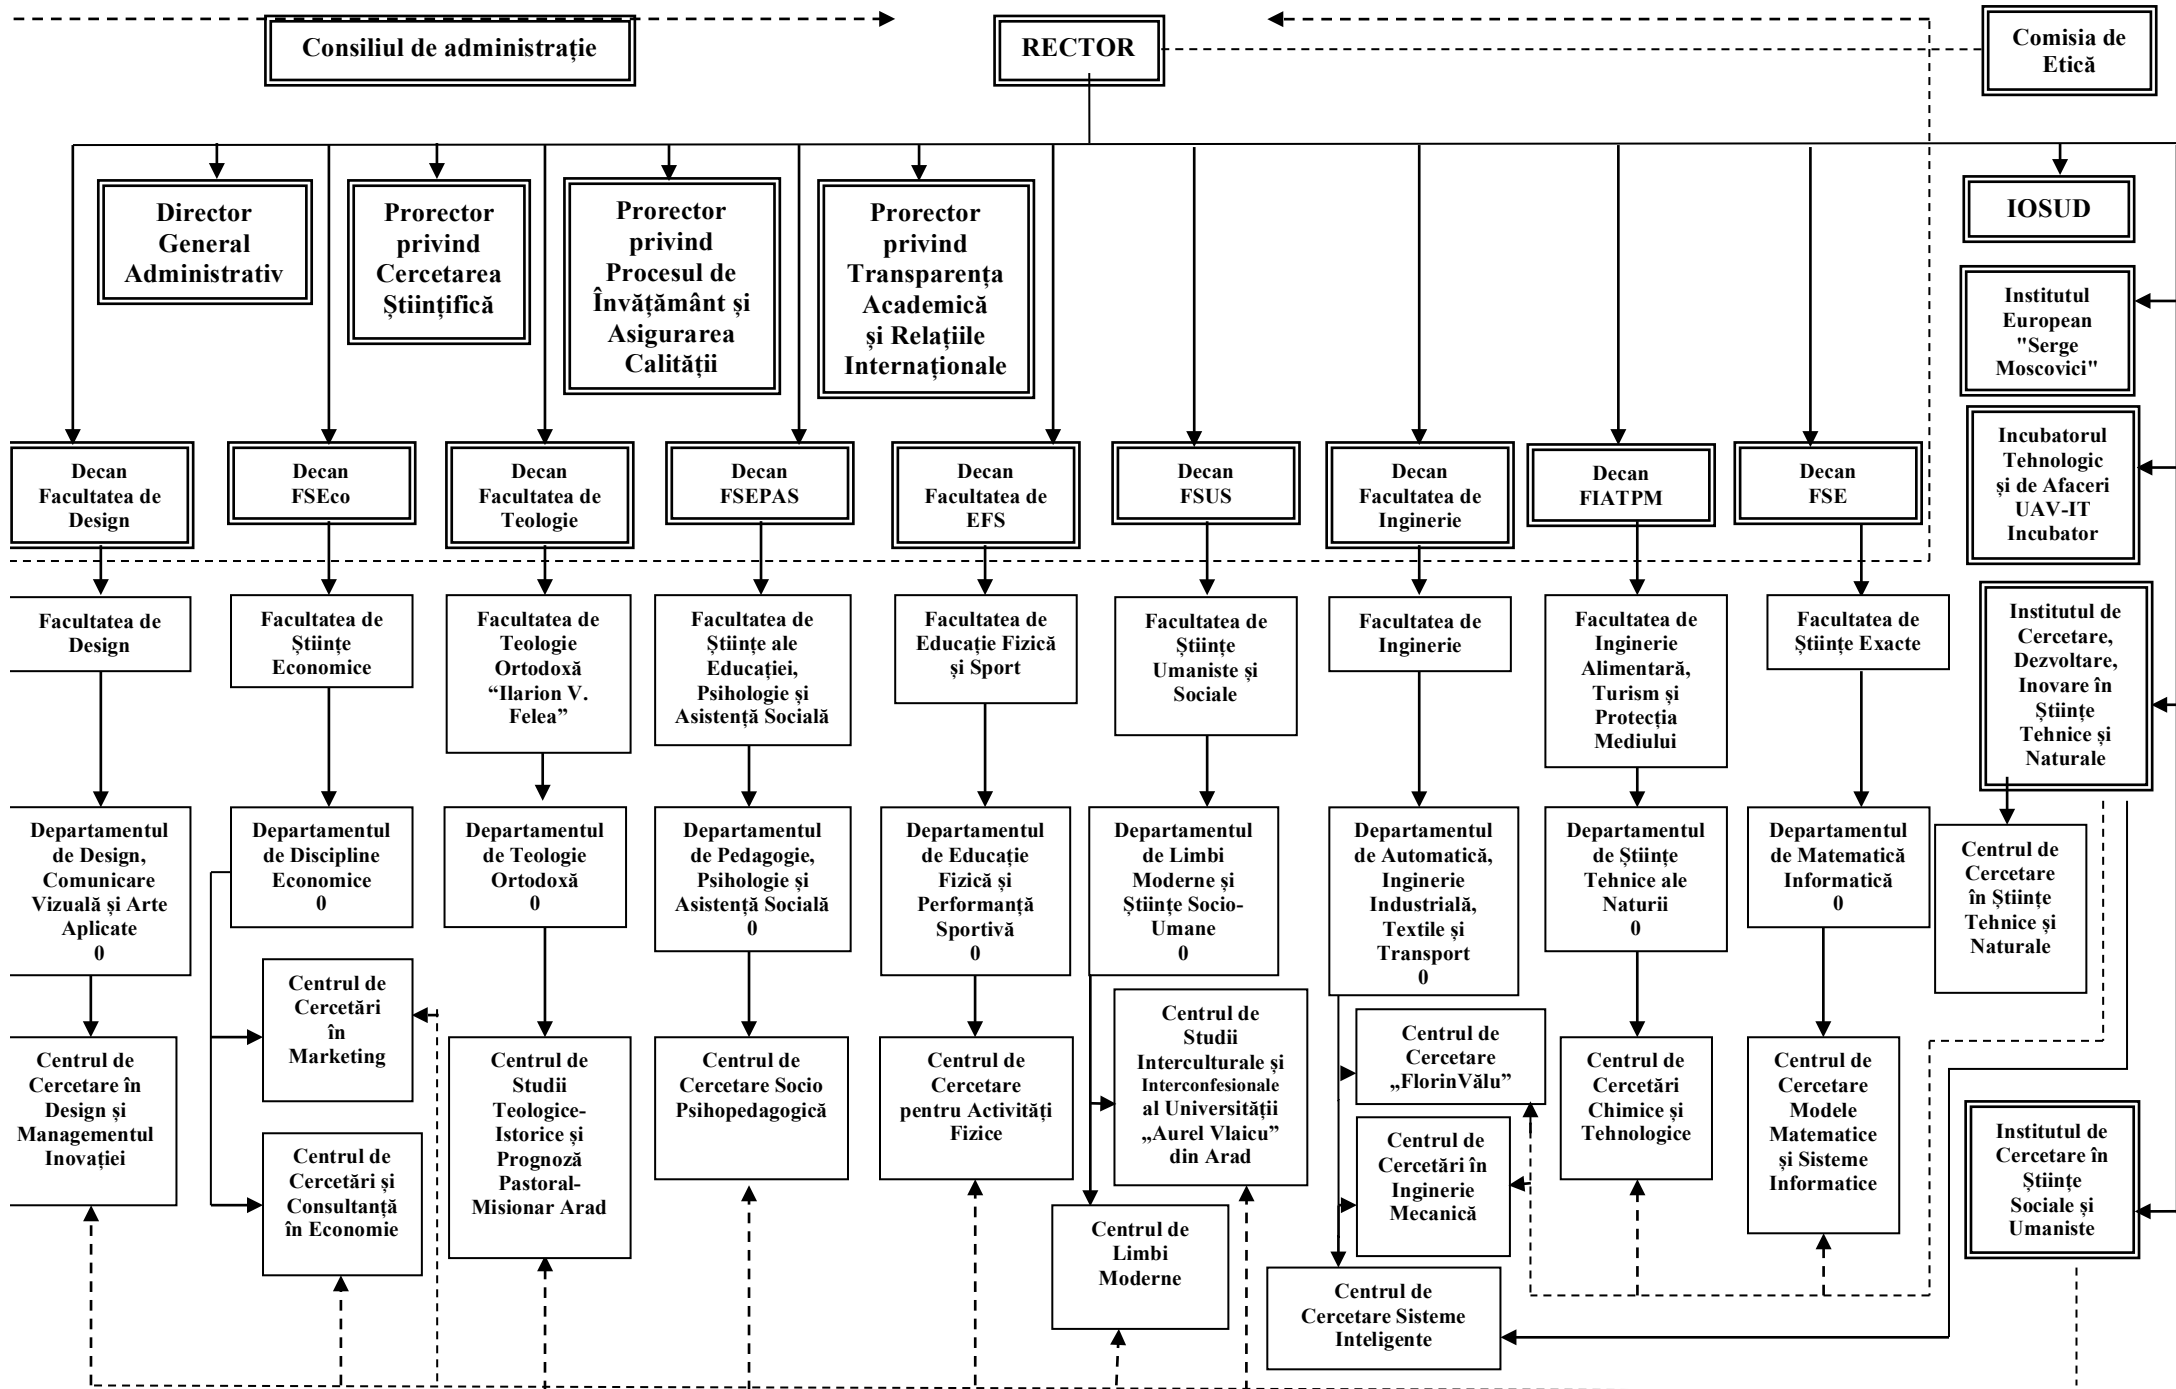 Consiliul de administrație
RECTOR
Comisia de
Etică
Director
General
Administrativ
Prorector
privind
Cercetarea
Științifică
Prorector
privind
Procesul de
Învățământ și
Asigurarea
Calității
Prorector
privind
Transparența
Academică
și Relațiile
Internaționale
IOSUD
Institutul
European
"Serge
Moscovici"
Incubatorul
Tehnologic
și de Afaceri
UAV-IT
Incubator
Decan
Facultatea de
Design
Decan
FSEco
Decan
Facultatea de
Teologie
Decan
FSEPAS
Decan
Facultatea de
EFS
Decan
FSUS
Decan
Facultatea de
Inginerie
Decan
FIATPM
Decan
FSE
Facultatea de
Design
Facultatea de
Științe
Economice
Facultatea de
Teologie
Ortodoxă
“Ilarion V.
Felea”
Facultatea de
Științe ale
Educației,
Psihologie și
Asistență Socială
Facultatea de
Educație Fizică
și Sport
Facultatea de
Științe
Umaniste și
Sociale
Facultatea de
Inginerie
Facultatea de
Inginerie
Alimentară,
Turism și
Protecția
Mediului
Facultatea de
Științe Exacte
Institutul de
Cercetare,
Dezvoltare,
Inovare în
Științe
Tehnice și
Naturale
Departamentul
de Design,
Comunicare
Vizuală și Arte
Aplicate
0
Departamentul
de Discipline
Economice
0
Departamentul
de Teologie
Ortodoxă
0
Departamentul
de Pedagogie,
Psihologie și
Asistență Socială
0
Departamentul
de Educație
Fizică și
Performanță
Sportivă
0
Departamentul
de Limbi
Moderne și
Științe Socio-
Umane
0
Departamentul
de Automatică,
Inginerie
Industrială,
Textile și
Transport
0
Departamentul
de Științe
Tehnice ale
Naturii
0
Departamentul
de Matematică
Informatică
0
Centrul de
Cercetare
în Științe
Tehnice și
Naturale
Centrul de
Cercetare în
Design și
Managementul
Inovației
Centrul de
Cercetări
în
Marketing
Centrul de
Cercetări și
Consultanță
în Economie
Centrul de
Studii
Teologice-
Istorice și
Prognoză
Pastoral-
Misionar Arad
Centrul de
Cercetare Socio
Psihopedagogică
Centrul de
Cercetare
pentru Activități
Fizice
Centrul de
Studii
Interculturale și
Interconfesionale
al Universității
„Aurel Vlaicu”
din Arad
Centrul de
Limbi
Moderne
Centrul de
Cercetare
„FlorinVălu”
Centrul de
Cercetări în
Inginerie
Mecanică
Centrul de
Cercetare Sisteme
Inteligente
Centrul de
Cercetări
Chimice și
Tehnologice
Centrul de
Cercetare
Modele
Matematice
și Sisteme
Informatice
Institutul de
Cercetare în
Științe
Sociale și
Umaniste